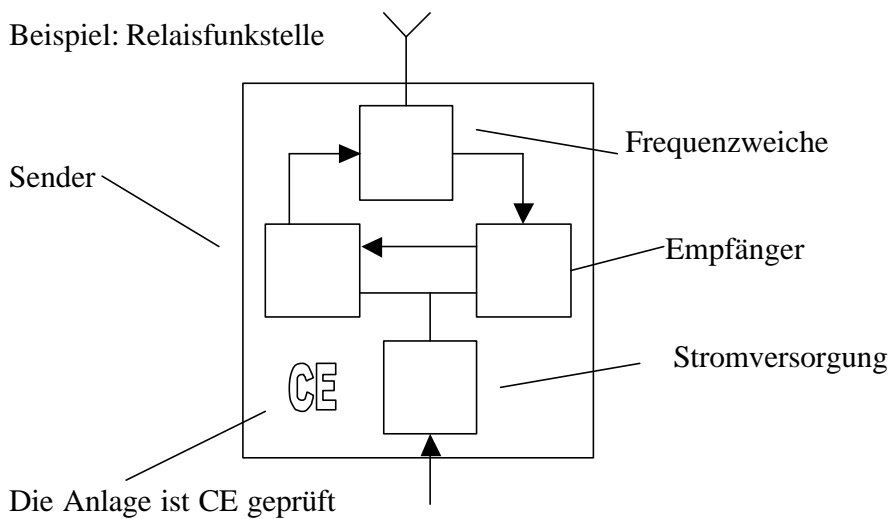 Beispiel: Relaisfunkstelle
Frequenzweiche
Sender
Empfänger
Stromversorgung
CE
Die Anlage ist CE geprüft